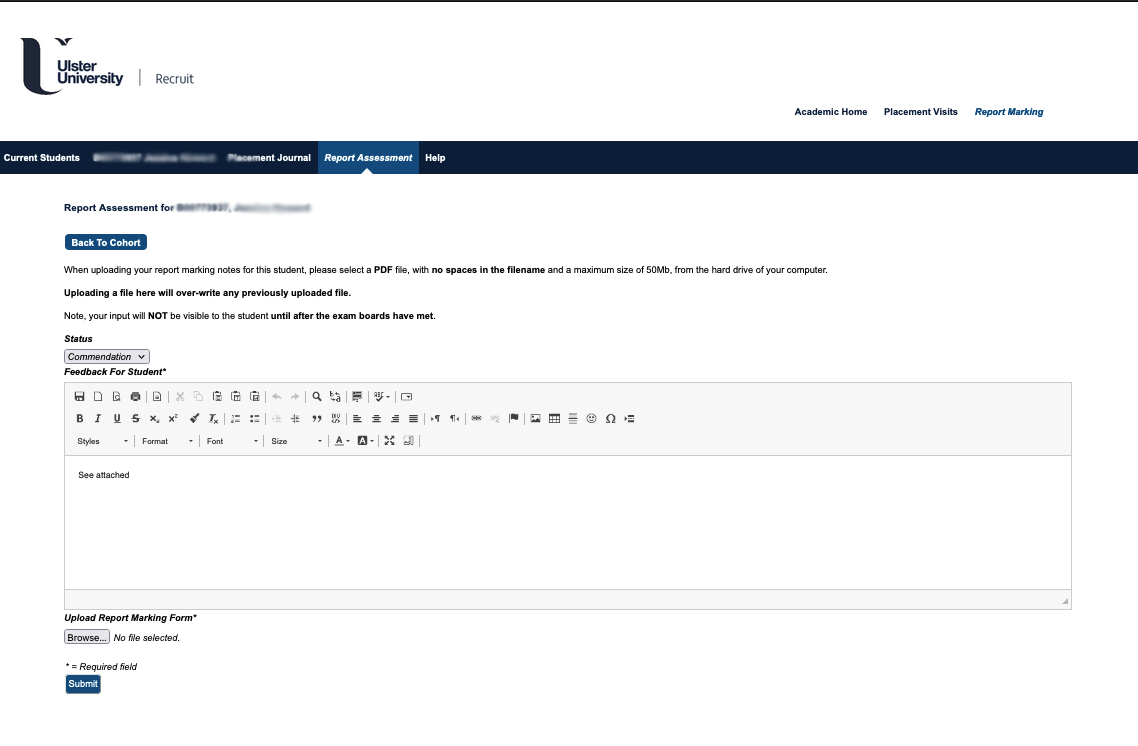 Ulster
University
Recruit
Academic Home Placement Visits Report Marking
Current Students Placement Journal Report Assessment Help
Report Assessment for
Back To Cohort
When uploading your report marking notes for this student, please select a PDF file, with no spaces in the filename and a maximum size of 50Mb, from the hard drive of your computer.
Uploading a file here will over-write any previously uploaded file.
Note, your input will NOT be visible to the student until after the exam boards have met.
Status
Commendation
Feedback For Student*
Styles Format Font Size
See attached
Upload Report Marking Form*
Browse... No file selected.
* = Required field
Submit